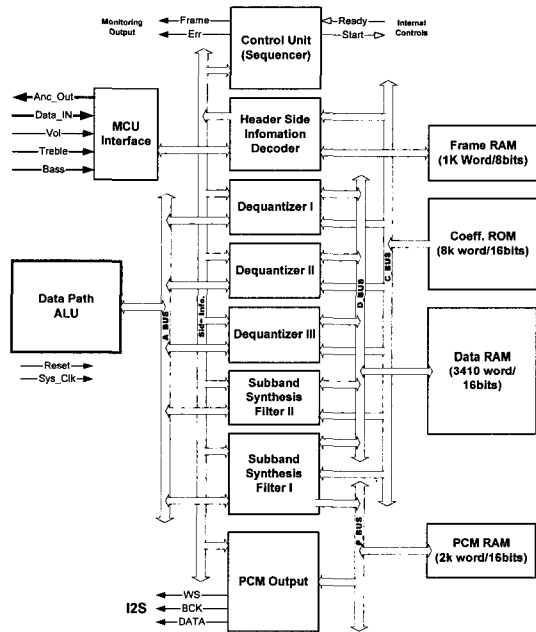 Monitoring
Output
Frame
Err
Control Unit
(Sequencer)
Ready
Start
Internal
Controls
Anc_Out
Data_IN
Vol
Treble
Bass
MCU
Interface
Header Side
Infomation
Decoder
Frame RAM
(1K Word/8bits)
Dequantizer I
Coeff. ROM
(8k word/16bits)
C_BUS
Dequantizer II
D_BUS
Data Path
ALU
A_BUS
Side Info.
Dequantizer III
Data RAM
(3410 word/
16bits)
Reset
Sys_Clk
Subband
Synthesis
Filter II
Subband
Synthesis
Filter I
P_BUS
PCM RAM
(2k word/16bits)
PCM Output
I2S
WS
BCK
DATA